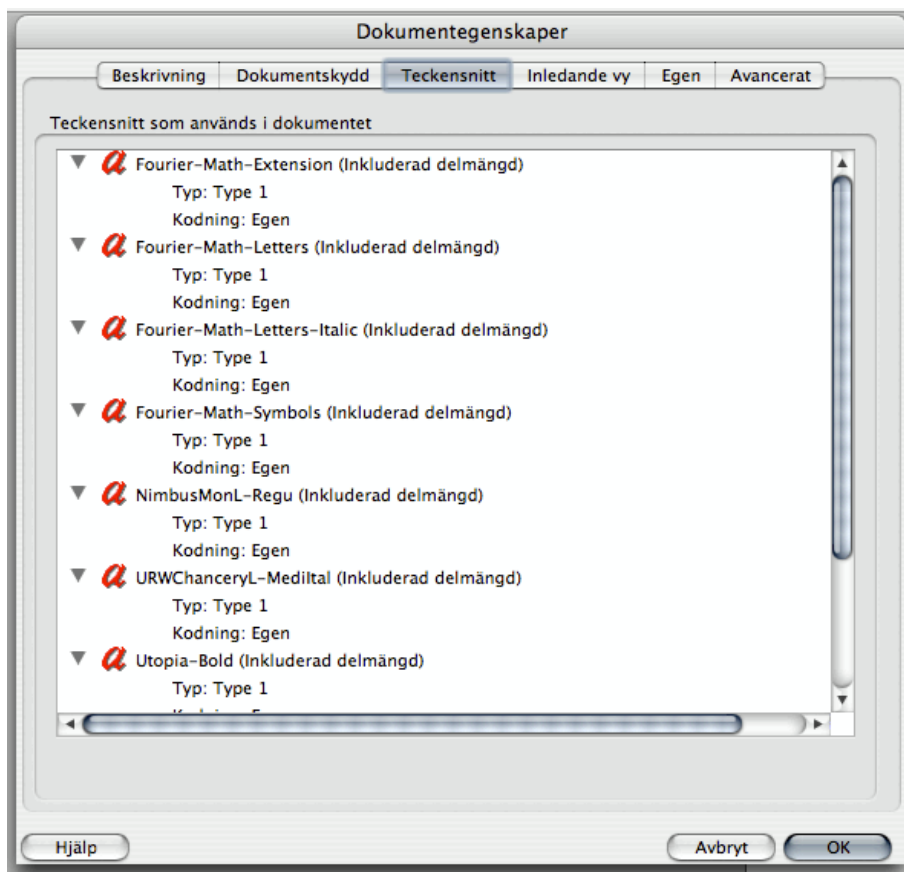 Dokumentegenskaper
Beskrivning Dokumentskydd Teckensnitt Inledande vy Egen Avancerat
Teckensnitt som används i dokumentet
Fourier-Math-Extension (Inkluderad delmängd)
Typ: Type 1
Kodning: Egen
Fourier-Math-Letters (Inkluderad delmängd)
Typ: Type 1
Kodning: Egen
Fourier-Math-Letters-Italic (Inkluderad delmängd)
Typ: Type 1
Kodning: Egen
Fourier-Math-Symbols (Inkluderad delmängd)
Typ: Type 1
Kodning: Egen
NimbusMonL-Regu (Inkluderad delmängd)
Typ: Type 1
Kodning: Egen
URWChanceryL-MediItal (Inkluderad delmängd)
Typ: Type 1
Kodning: Egen
Utopia-Bold (Inkluderad delmängd)
Typ: Type 1
Hjälp Avbryt OK